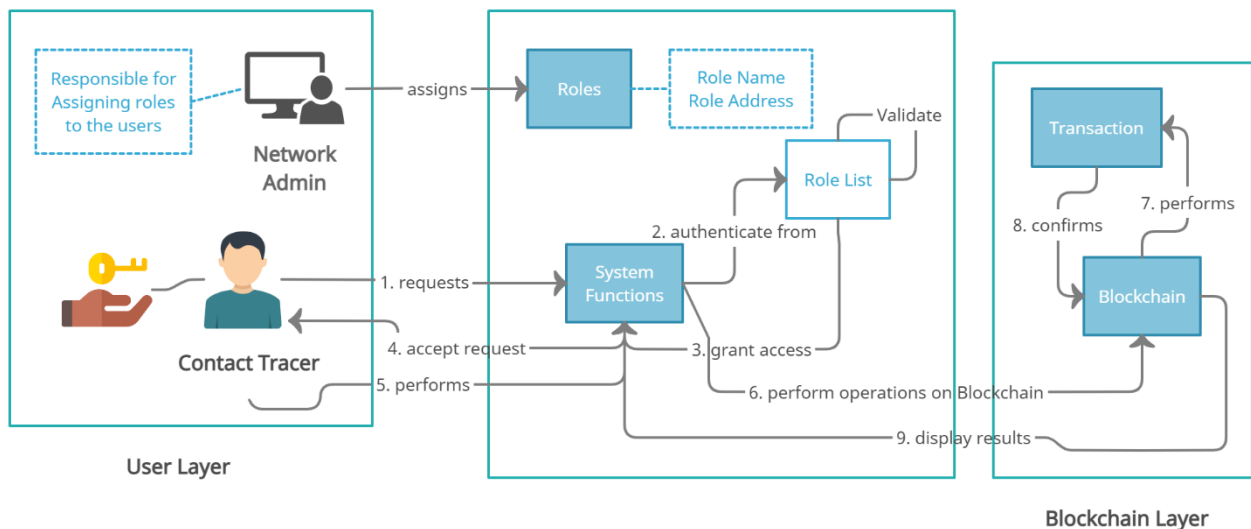 Responsible for
Assigning roles
to the users
Network
Admin
assigns
Roles
Role Name
Role Address
Validate
Role List
Transaction
7. performs
8. confirms
2. authenticate from
1. requests
System
Functions
Blockchain
Contact Tracer
4. accept request
3. grant access
5. performs
6. perform operations on Blockchain
9. display results
User Layer
Blockchain Layer